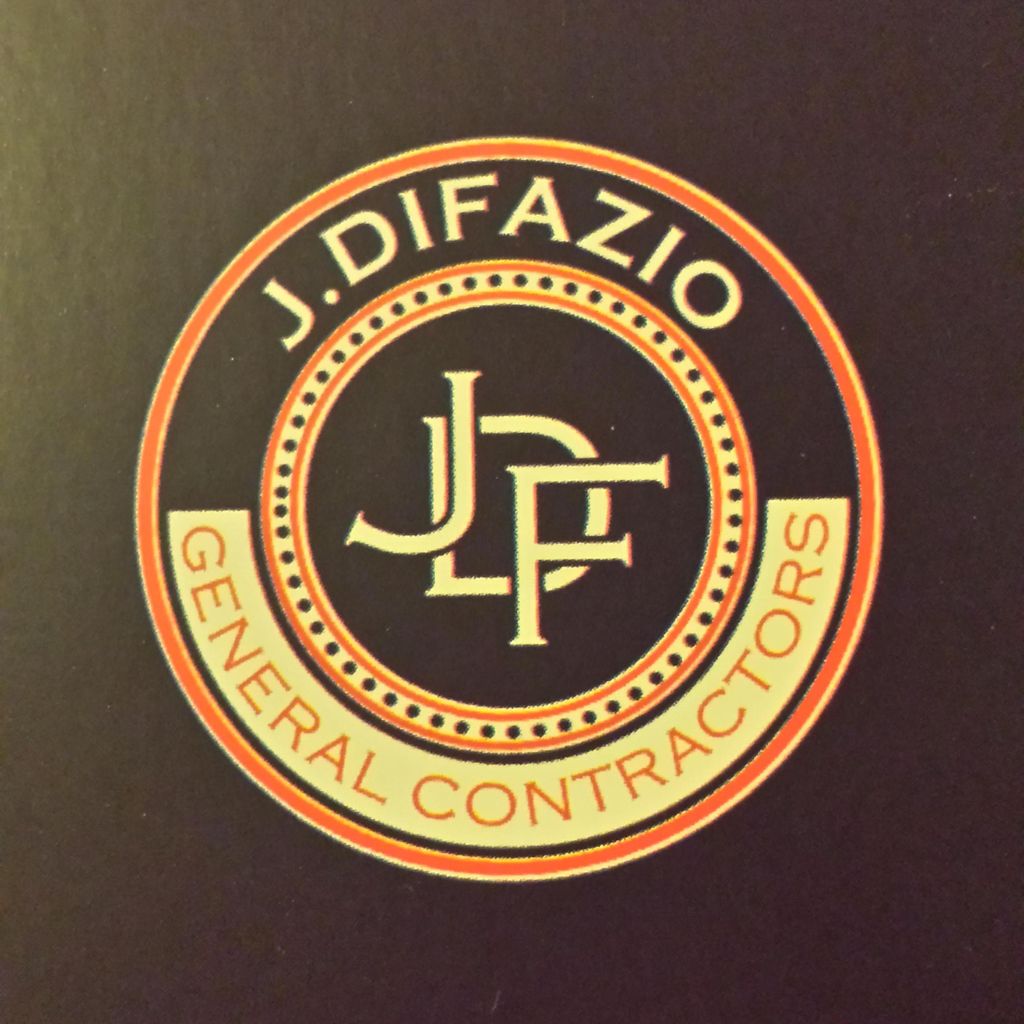 J.DIFAZIO
JDF
GENERAL CONTRACTORS